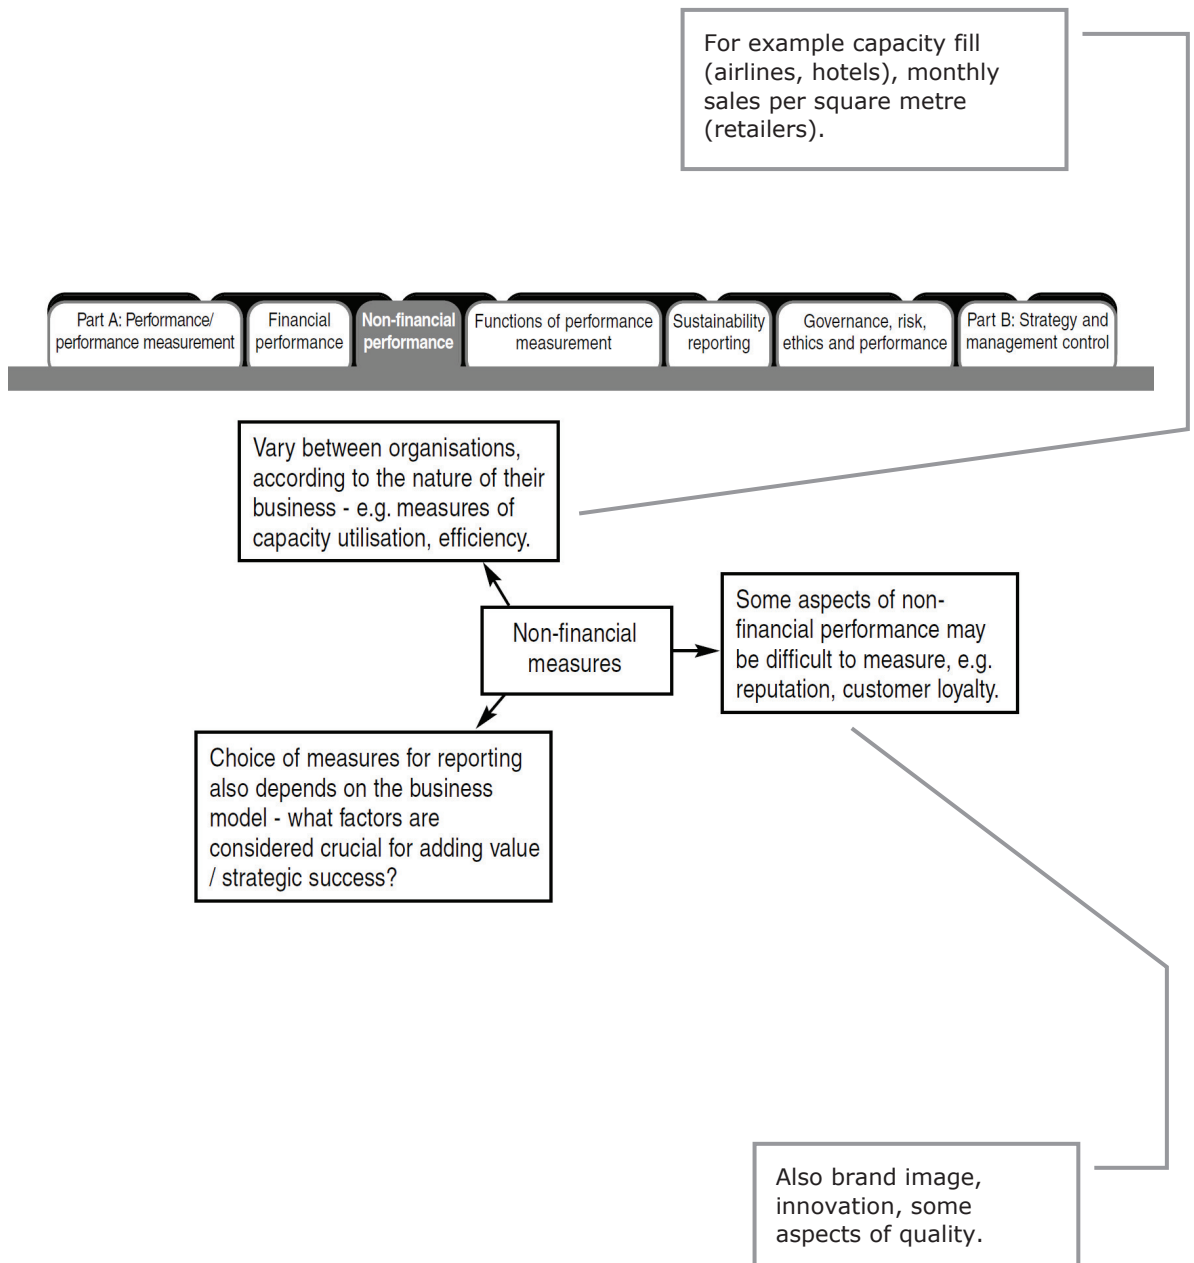 For example capacity fill
(airlines, hotels), monthly
sales per square metre
(retailers).
Part A: Performance/
performance measurement
Financial
performance
Non-financial
performance
Functions of performance
measurement
Sustainability
reporting
Governance, risk,
ethics and performance
Part B: Strategy and
management control
Vary between organisations,
according to the nature of their
business - e.g. measures of
capacity utilisation, efficiency.
Non-financial
measures
Some aspects of non-
financial performance may
be difficult to measure, e.g.
reputation, customer loyalty.
Choice of measures for reporting
also depends on the business
model - what factors are
considered crucial for adding value
/ strategic success?
Also brand image,
innovation, some
aspects of quality.